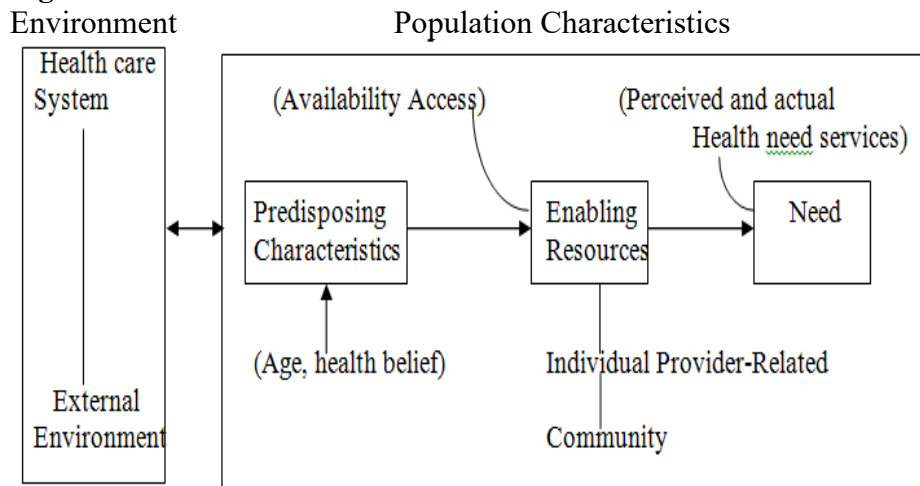 Environment
Population Characteristics
Health care
System
External
Environment
(Availability Access)
(Perceived and actual
Health need services)
Predisposing
Characteristics
Enabling
Resources
Need
(Age, health belief)
Individual Provider-Related
Community